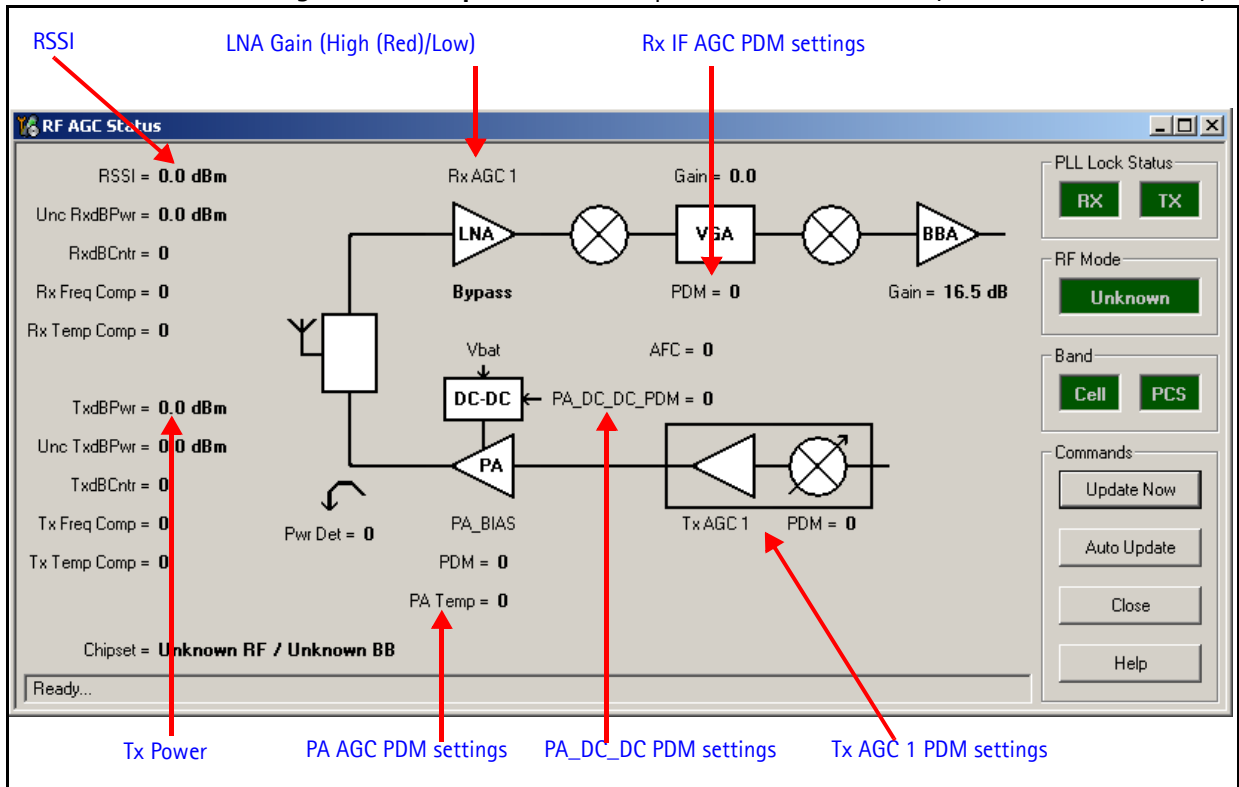 RSSI
LNA Gain (High (Red)/Low)
Rx IF AGC PDM settings
RF AGC Status
RSSI = 0.0 dBm
Unc RxdBPwr = 0.0 dBm
RxdBCntr = 0
Rx Freq Comp = 0
Rx Temp Comp = 0
TxdBPwr = 0.0 dBm
Unc TxdBPwr = 0.0 dBm
TxdBCntr = 0
Tx Freq Comp = 0
Tx Temp Comp = 0
Rx AGC 1
LNA
Bypass
Gain = 0.0
VGA
PDM = 0
BBA
Gain = 16.5 dB
Vbat
AFC = 0
DC-DC
PA_DC_DC_PDM = 0
PA
Pwr Det = 0
PA_BIAS
PDM = 0
PA Temp = 0
Tx AGC 1
PDM = 0
Chipset = Unknown RF / Unknown BB
Ready...
PLL Lock Status
RX
TX
RF Mode
Unknown
Band
Cell
PCS
Commands
Update Now
Auto Update
Close
Help
Tx Power
PA AGC PDM settings
PA_DC_DC PDM settings
Tx AGC 1 PDM settings